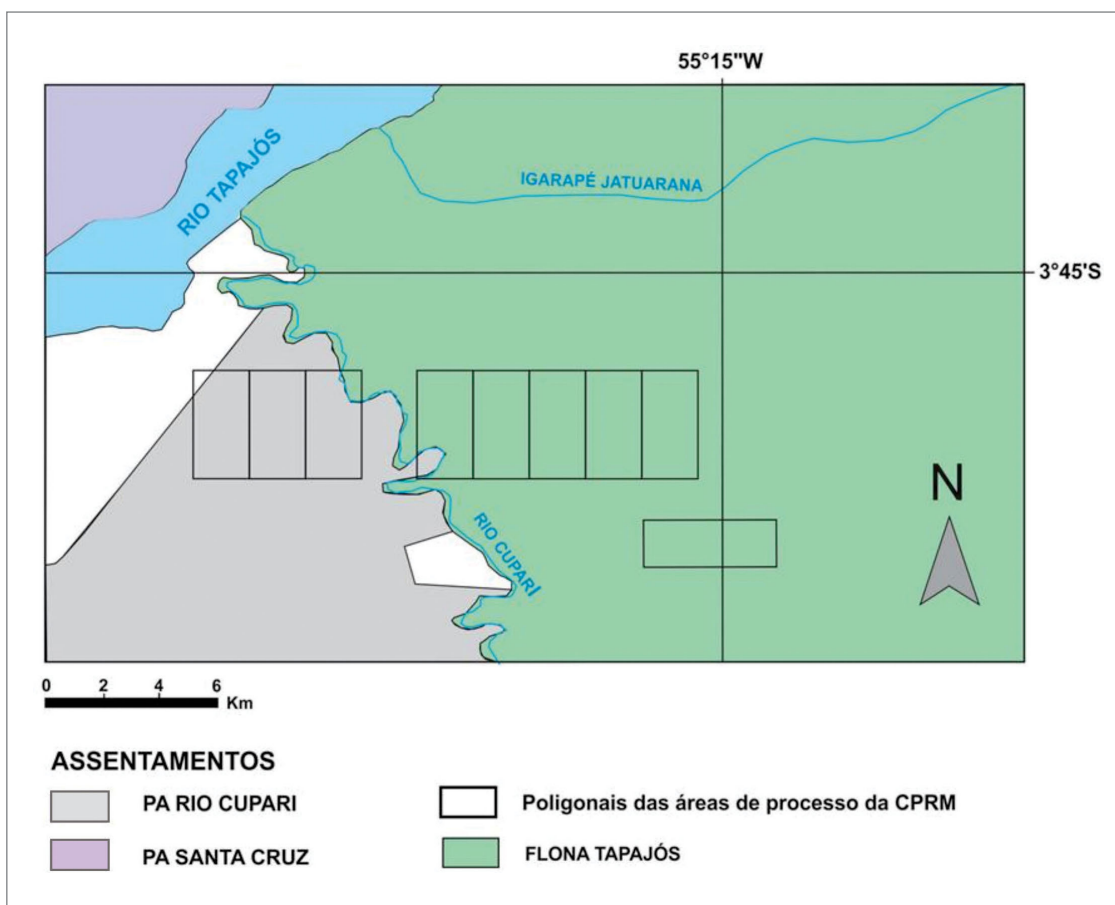 55°15"W
RIO TAPAJÓS
IGARAPÉ JATUARANA
3°45'S
RIO CUPARI
N
0 2 4 6
Km
ASSENTAMENTOS
PA RIO CUPARI
PA SANTA CRUZ
Poligonais das áreas de processo da CPRM
FLONA TAPAJÓS